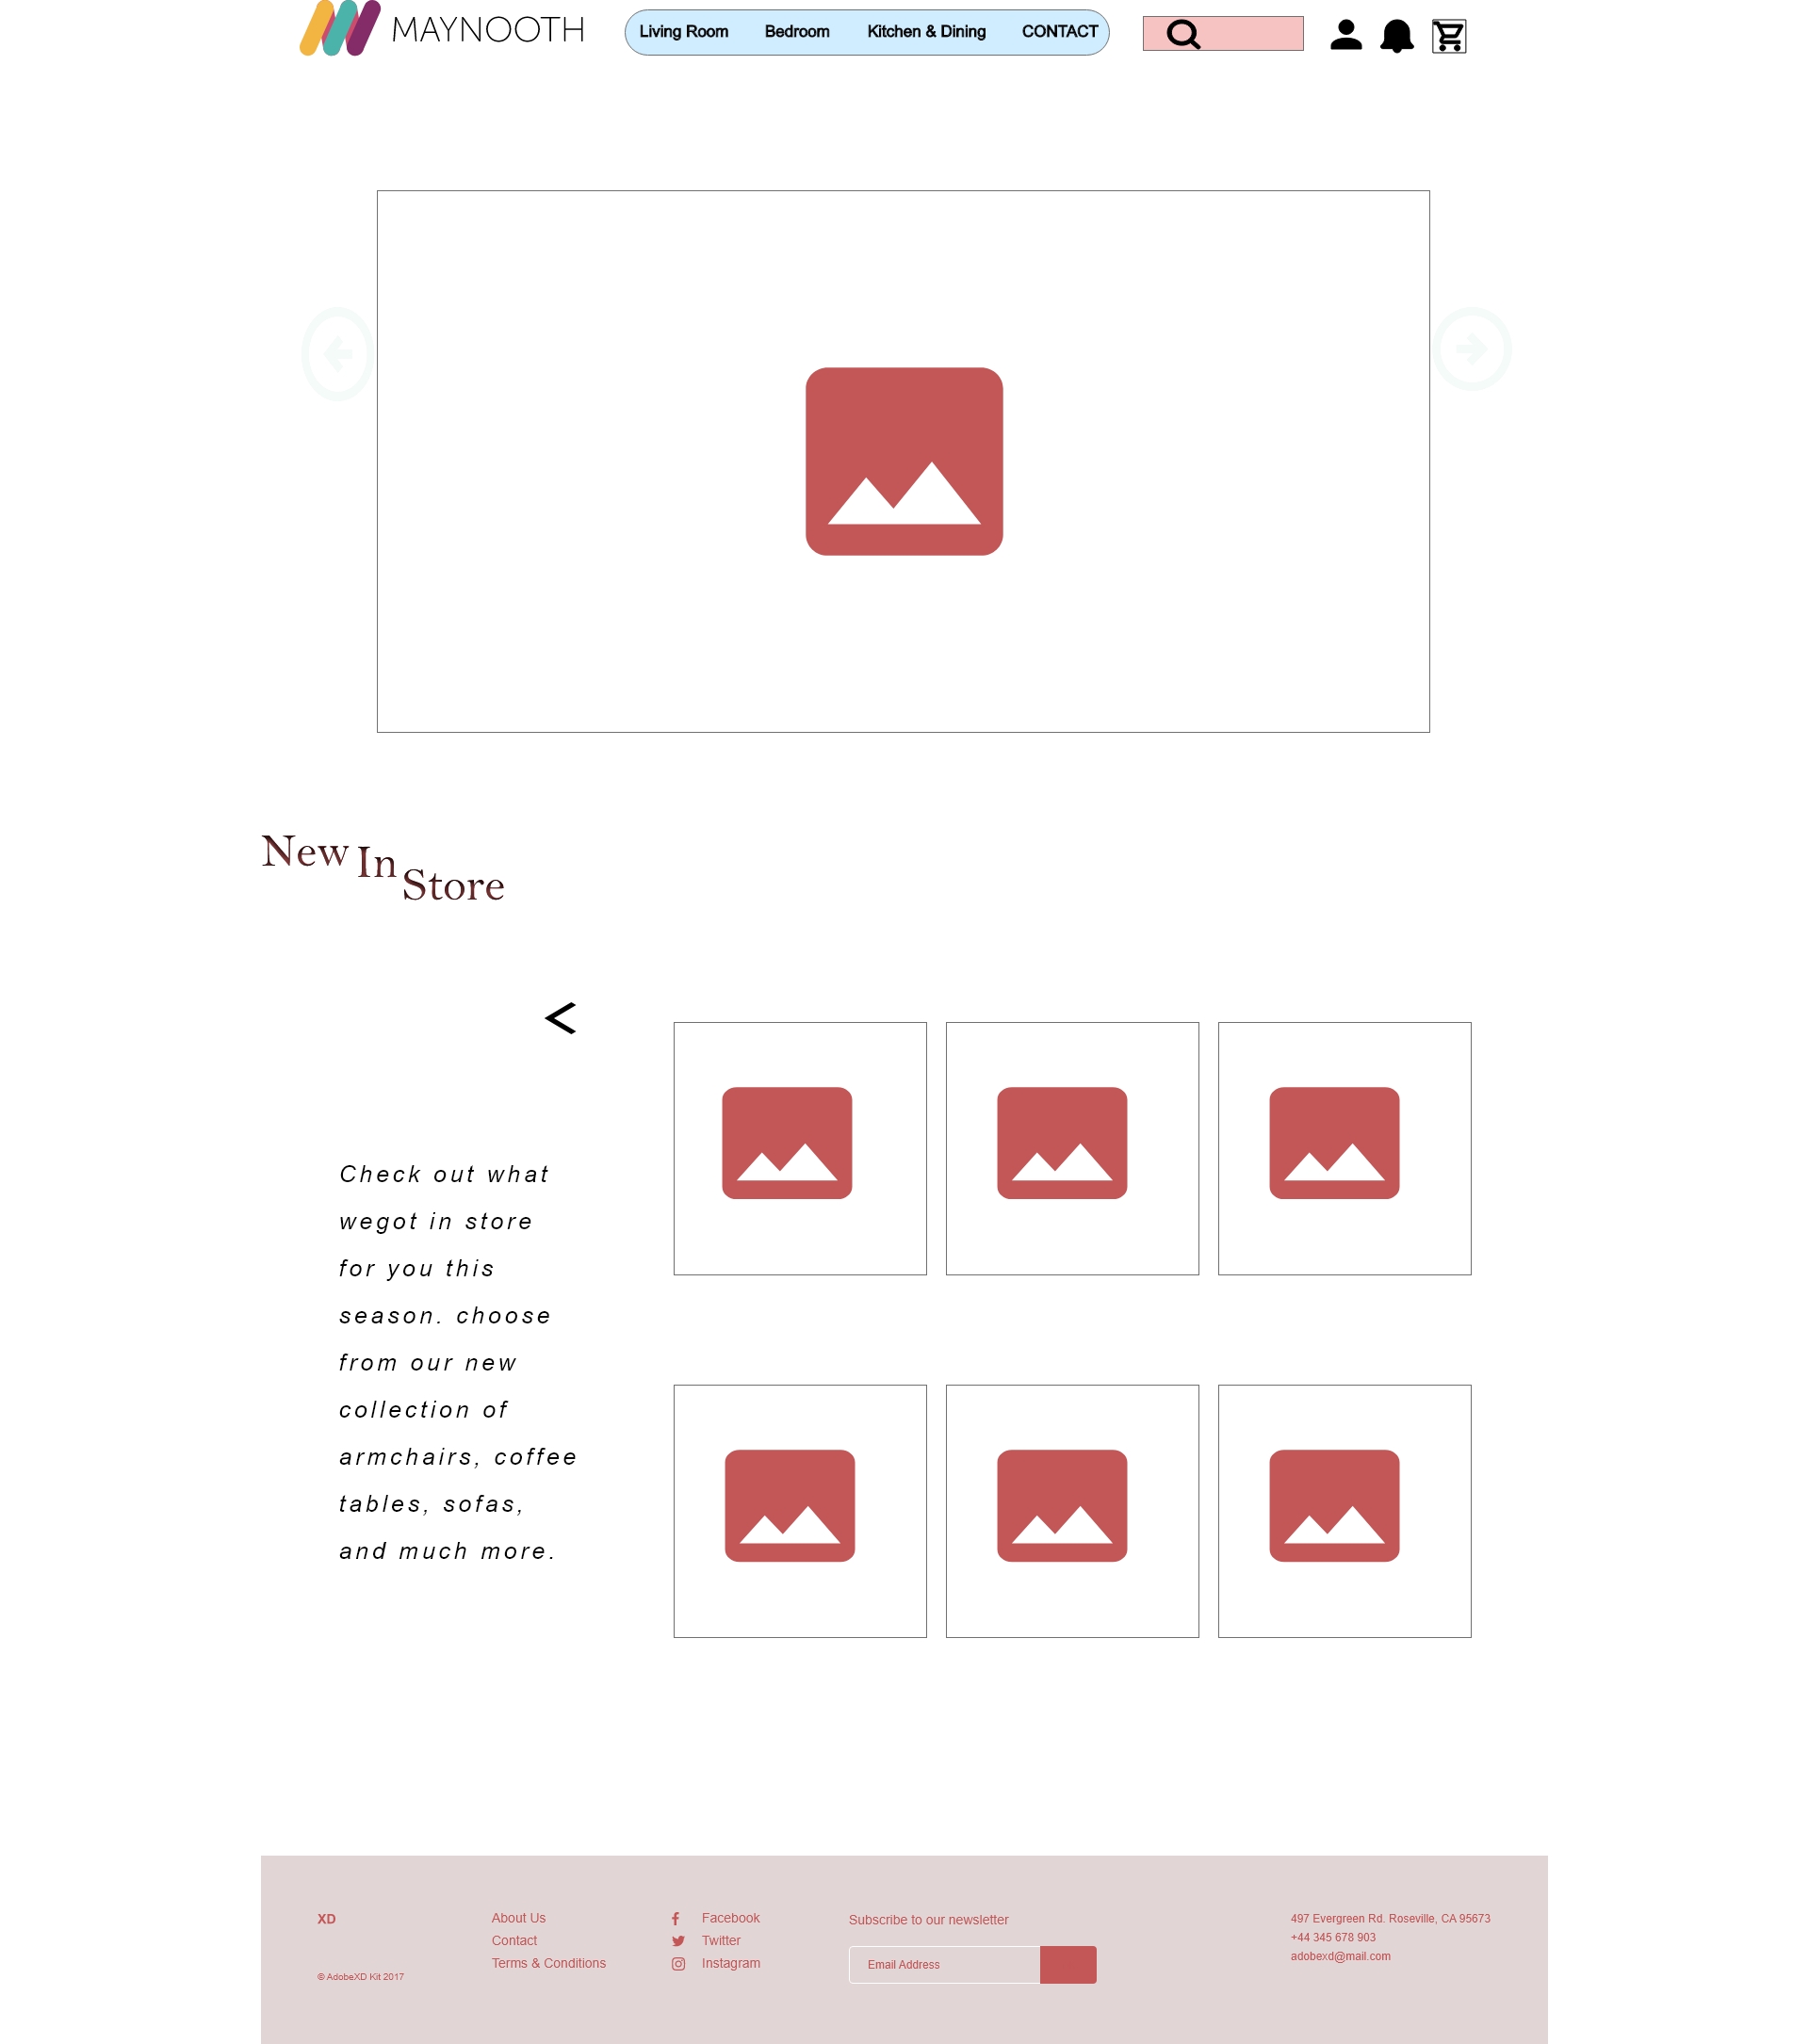 MAYNOOTH
Living Room Bedroom Kitchen & Dining CONTACT
New In Store
Check out what
wegot in store
for you this
season. choose
from our new
collection of
armchairs, coffee
tables, sofas,
and much more.
XD
© AdobeXD Kit 2017
About Us
Contact
Terms & Conditions
Facebook
Twitter
Instagram
Subscribe to our newsletter
Email Address
497 Evergreen Rd. Roseville, CA 95673
+44 345 678 903
adobexd@mail.com